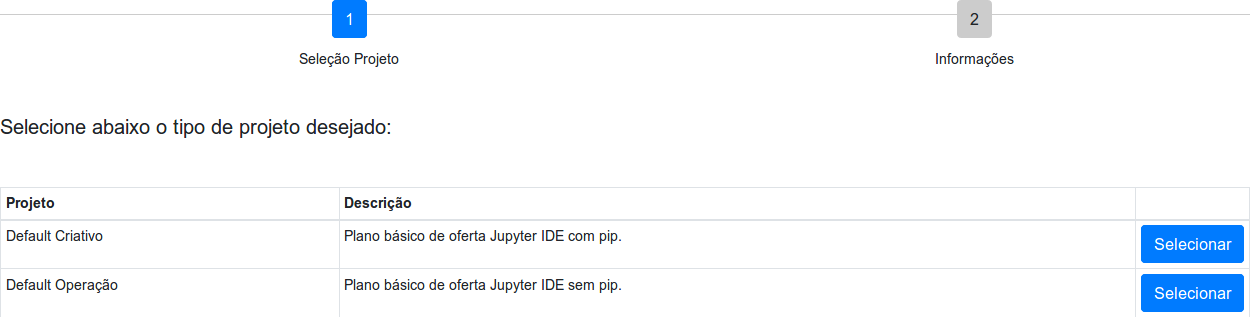 1 2
Seleção Projeto Informações
Selecione abaixo o tipo de projeto desejado:
Projeto Descrição
Default Criativo Plano básico de oferta Jupyter IDE com pip. Selecionar
Default Operação Plano básico de oferta Jupyter IDE sem pip. Selecionar